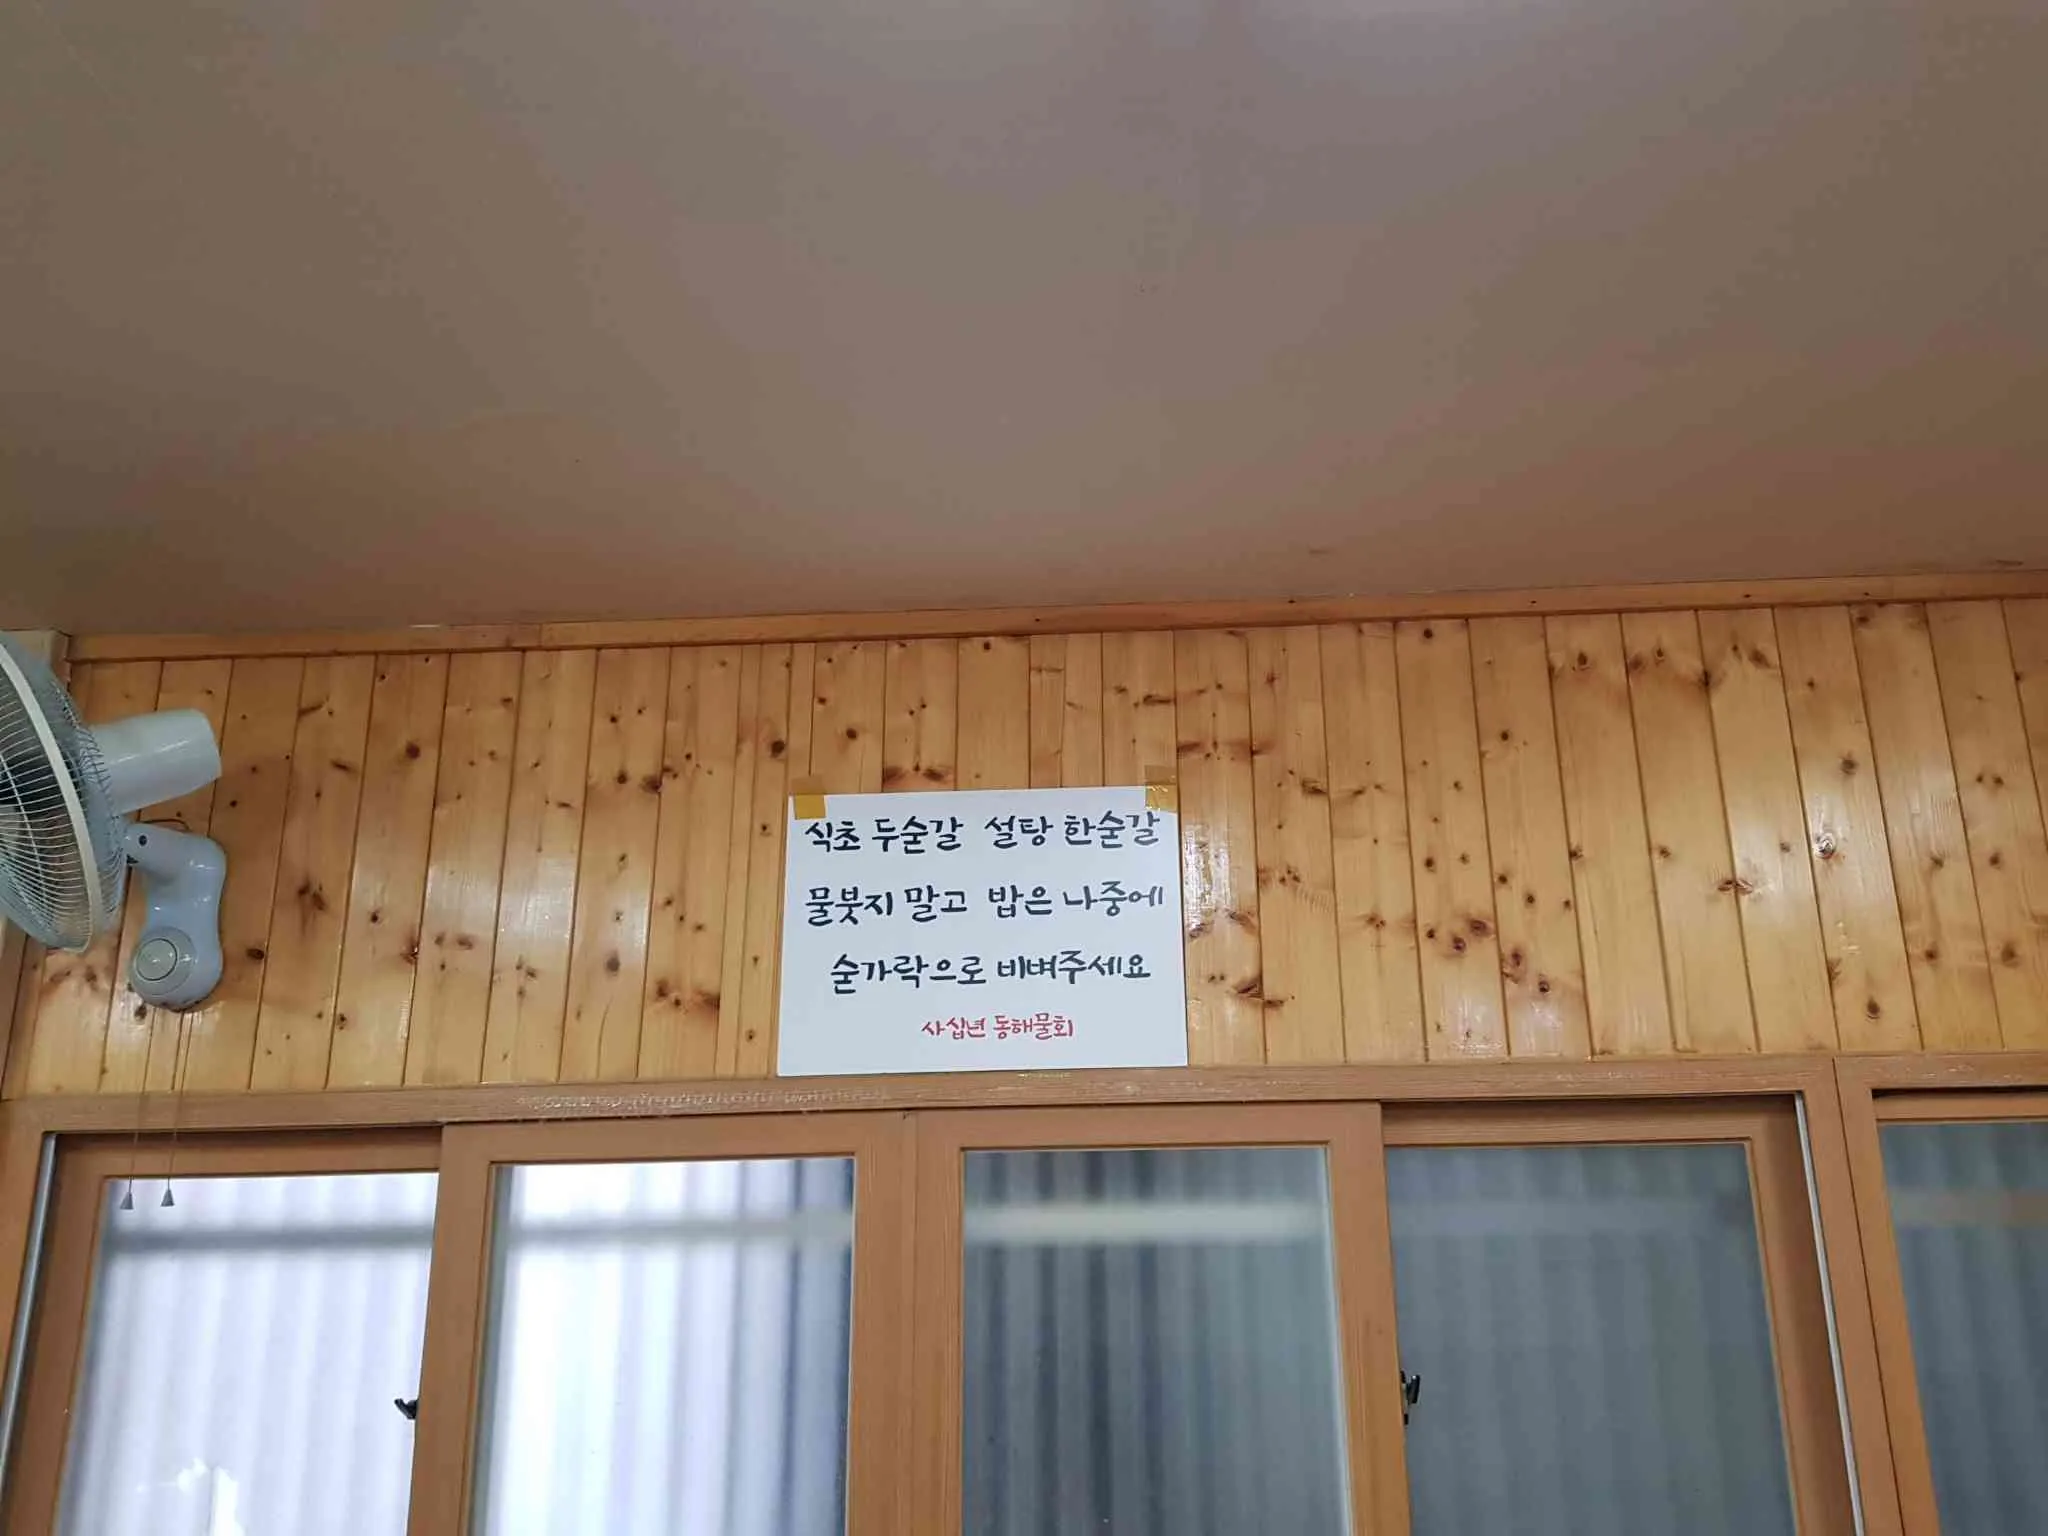 식초 두숟갈 설탕 한숟갈
물붓지 말고 밥은 나중에
숟가락으로 비벼주세요
사십년 동해물회